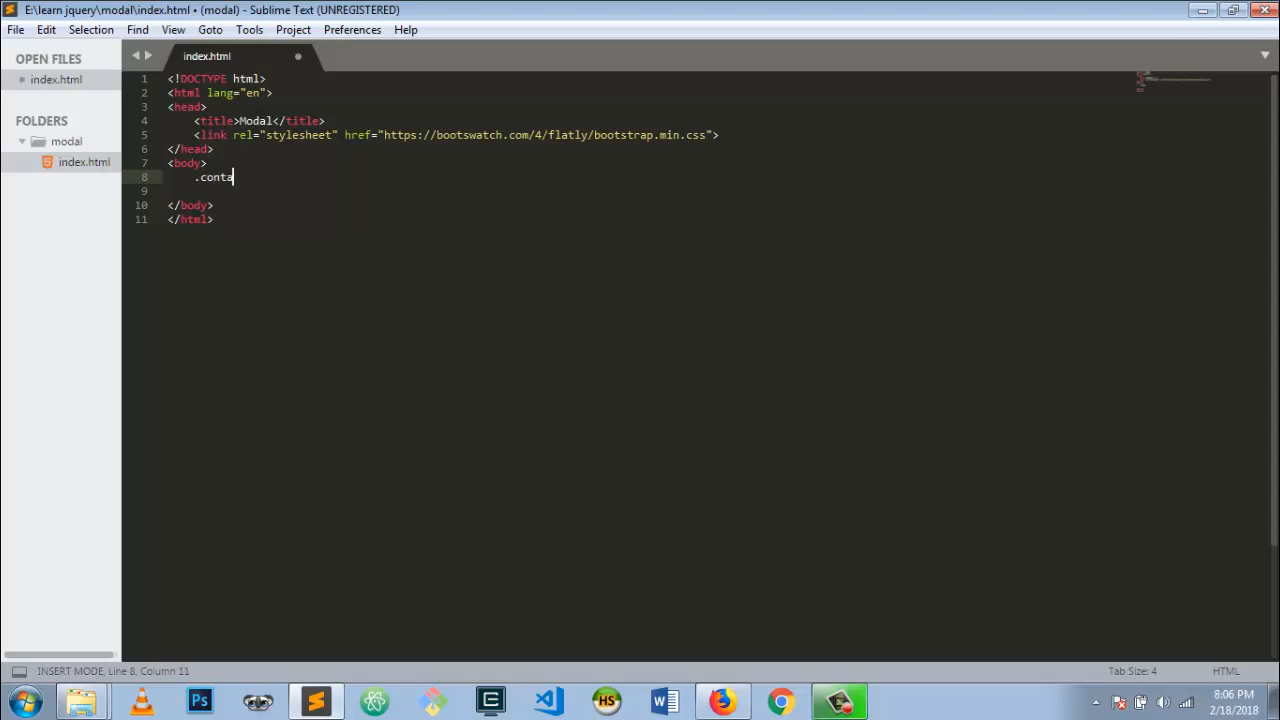 E:\learn jquery\modal\index.html • (modal) - Sublime Text (UNREGISTERED)
File Edit Selection Find View Goto Tools Project Preferences Help
OPEN FILES
index.html
FOLDERS
modal
index.html
index.html
1 <!DOCTYPE html>
2 <html lang="en">
3 <head>
4 <title>Modal</title>
5 <link rel="stylesheet" href="https://bootswatch.com/4/flatly/bootstrap.min.css">
6 </head>
7 <body>
8 .conta
9
10 </body>
11 </html>
INSERT MODE, Line 8, Column 11
Tab Size: 4
HTML
Ps
HS
8:06 PM
2/18/2018